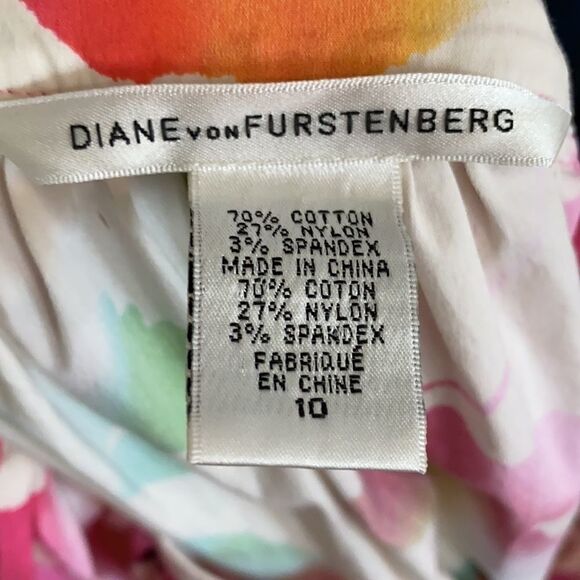 DIANE VON FURSTENBERG
70% COTTON
27% NYLON
3% SPANDEX
MADE IN CHINA
70% COTON
27% NYLON
3% SPANDEX
FABRIQUÉ
EN CHINE
10